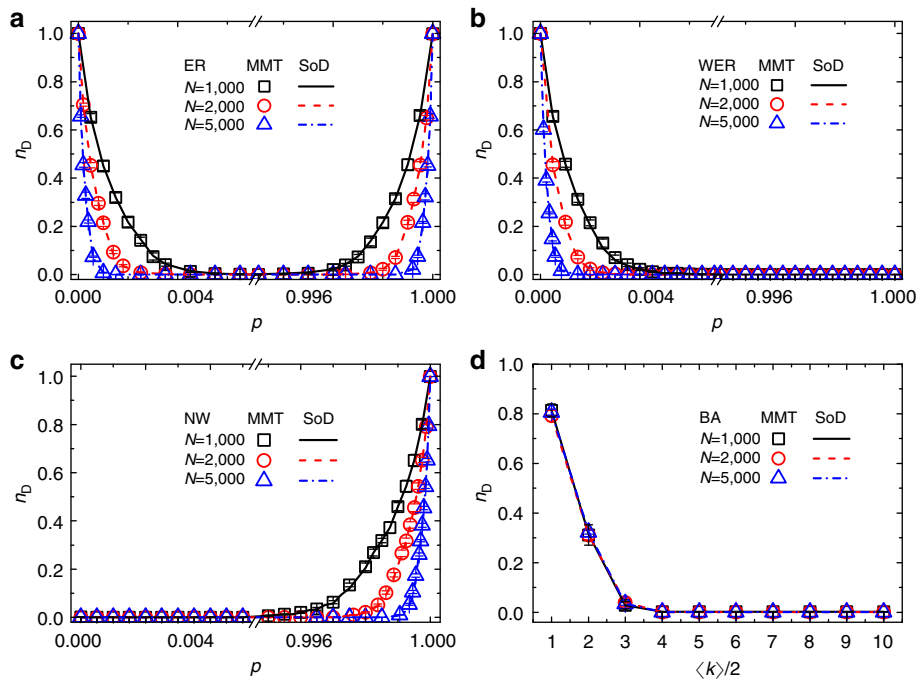 a
ER MMT SoD
N=1,000
N=2,000
N=5,000
1.0
0.8
0.6
0.4
0.2
0.0
n_D
0.000 0.004 0.996 1.000
p
b
WER MMT SoD
N=1,000
N=2,000
N=5,000
1.0
0.8
0.6
0.4
0.2
0.0
n_D
0.000 0.004 0.996 1.000
p
c
NW MMT SoD
N=1,000
N=2,000
N=5,000
1.0
0.8
0.6
0.4
0.2
0.0
n_D
0.000 0.004 0.996 1.000
p
d
BA MMT SoD
N=1,000
N=2,000
N=5,000
1.0
0.8
0.6
0.4
0.2
0.0
n_D
1 2 3 4 5 6 7 8 9 10
⟨k⟩/2